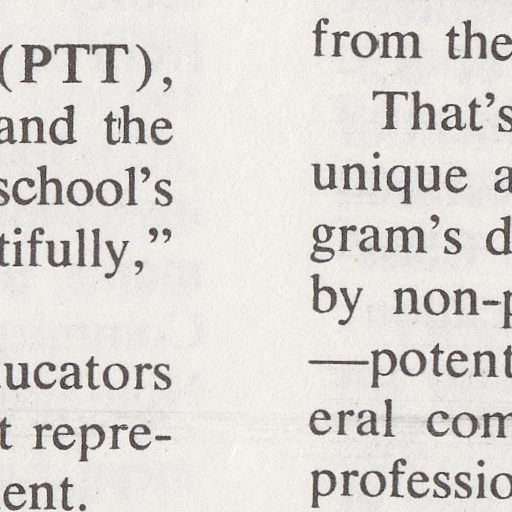 (PTT),
and the
school's
tifully,”
ucators
t repre-
ent.
from the
That's
unique a
gram's d
by non-p
—potent
eral com
professio